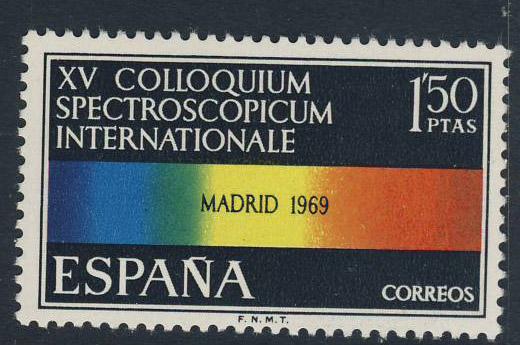 XV COLLOQUIUM
SPECTROSCOPICUM
INTERNATIONALE
1'50
PTAS
MADRID 1969
ESPAÑA
CORREOS
F.N.M.T.